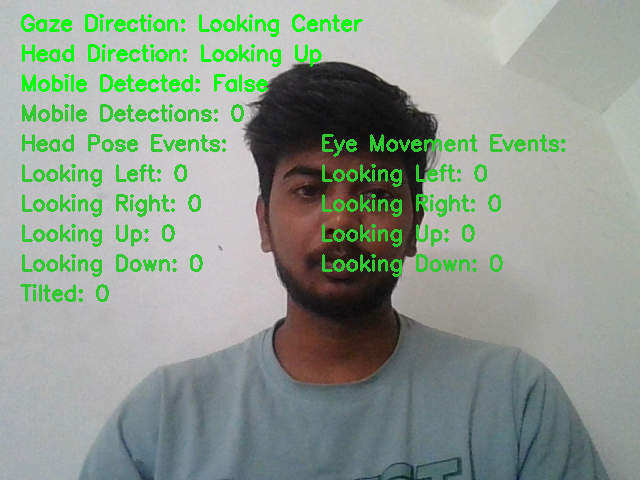 Gaze Direction: Looking Center
Head Direction: Looking Up
Mobile Detected: False
Mobile Detections: 0
Head Pose Events:
Looking Left: 0
Looking Right: 0
Looking Up: 0
Looking Down: 0
Tilted: 0
Eye Movement Events:
Looking Left: 0
Looking Right: 0
Looking Up: 0
Looking Down: 0